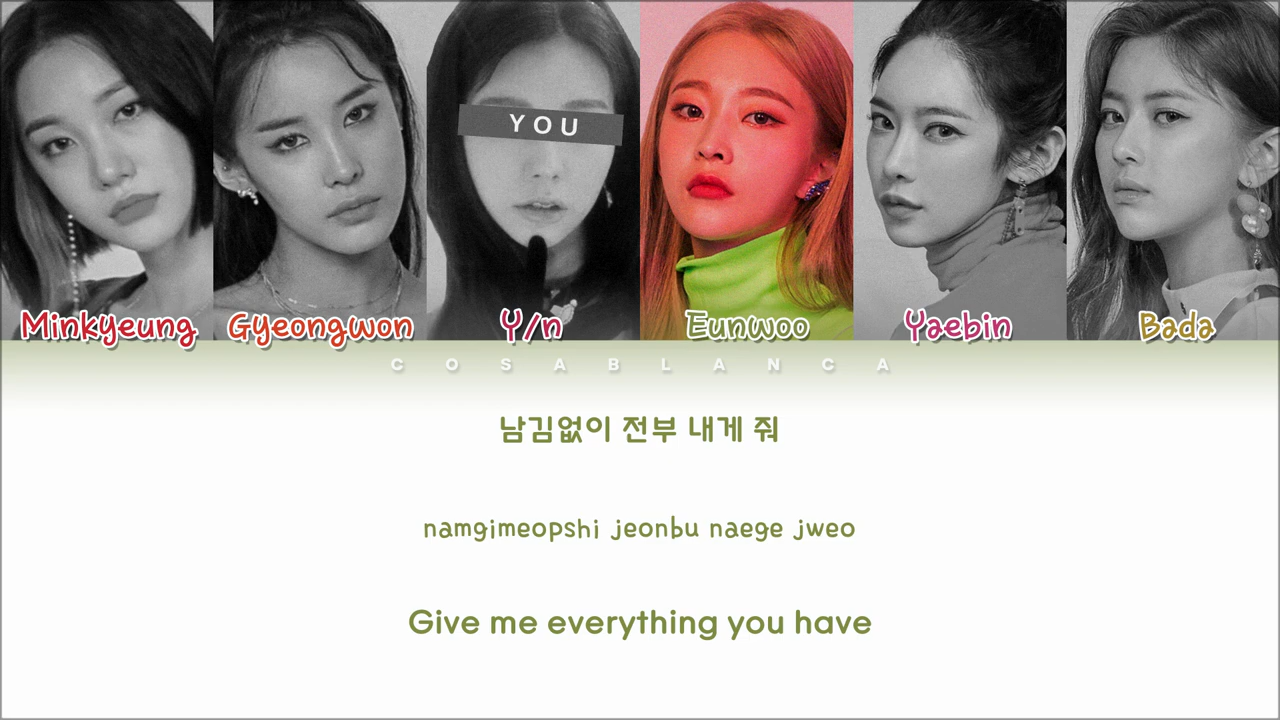 YOU
Minkyeung Gyeongwon Y/n Eunwoo Yaebin Bada
COSABLANCA
남김없이 전부 내게 줘
namgimeopshi jeonbu naege jweo
Give me everything you have